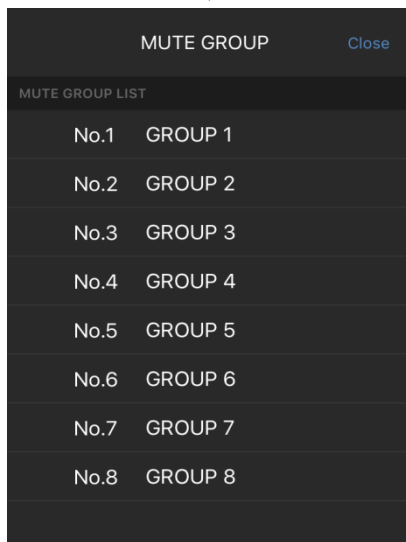 MUTE GROUP Close
MUTE GROUP LIST
No.1 GROUP 1
No.2 GROUP 2
No.3 GROUP 3
No.4 GROUP 4
No.5 GROUP 5
No.6 GROUP 6
No.7 GROUP 7
No.8 GROUP 8